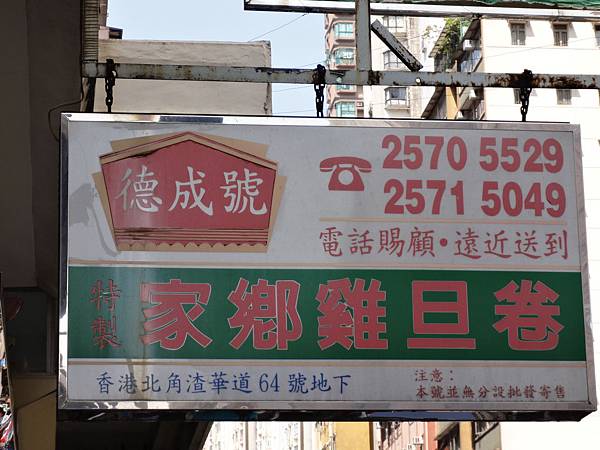 德成號
2570 5529
2571 5049
電話賜顧·遠近送到
特製
家鄉雞旦卷
香港北角渣華道64號地下
注意：
本號並無分設批發寄售